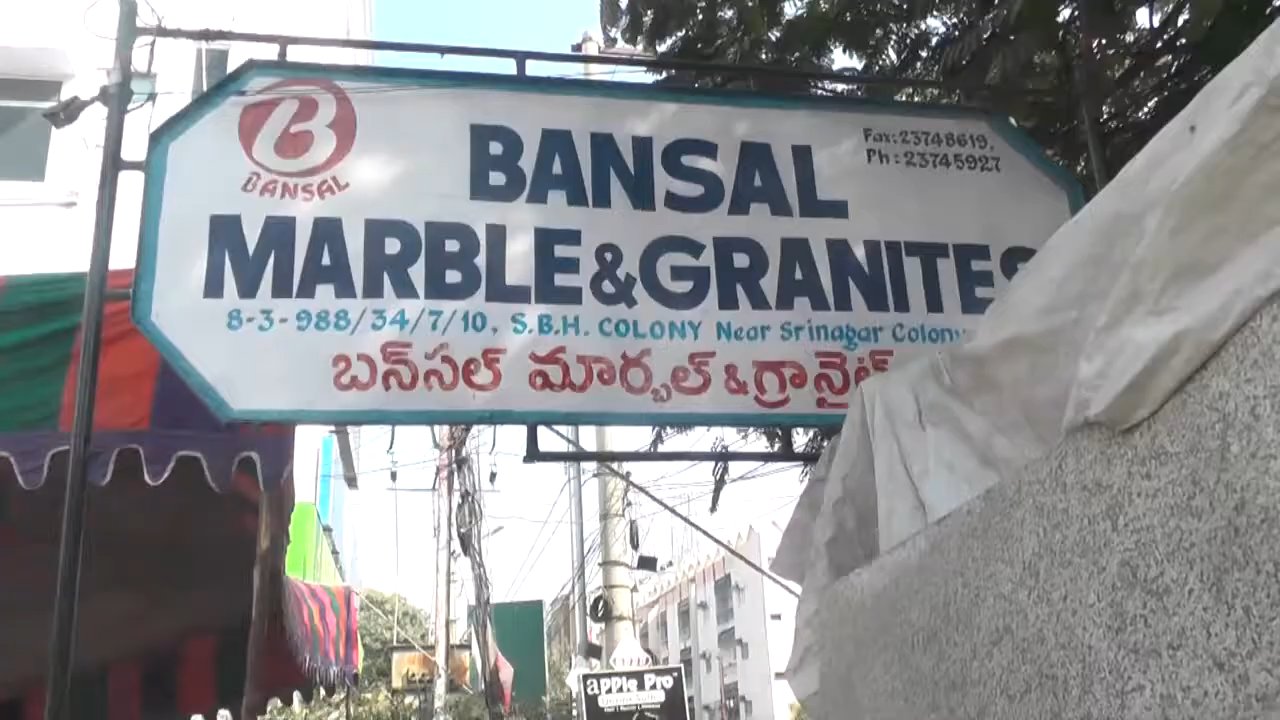 B
BANSAL
BANSAL
Fax: 23748619,
Ph: 23745927
MARBLE & GRANITES
8-3-988/34/7/10, S.B.H. COLONY Near Srinagar Colony
బన్సల్ మార్బల్ & గ్రానైట్
aPPle Pro